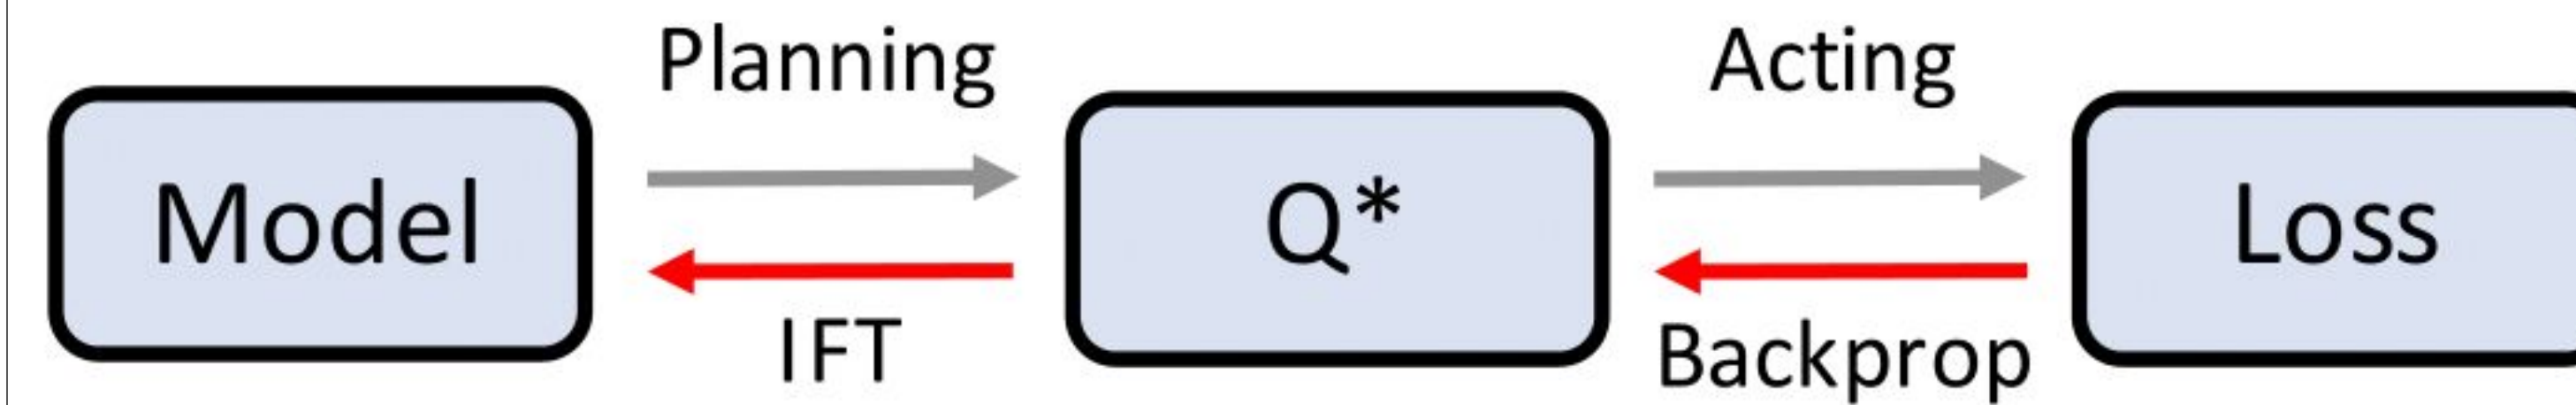 Planning
Acting
Model
Q*
Loss
IFT
Backprop